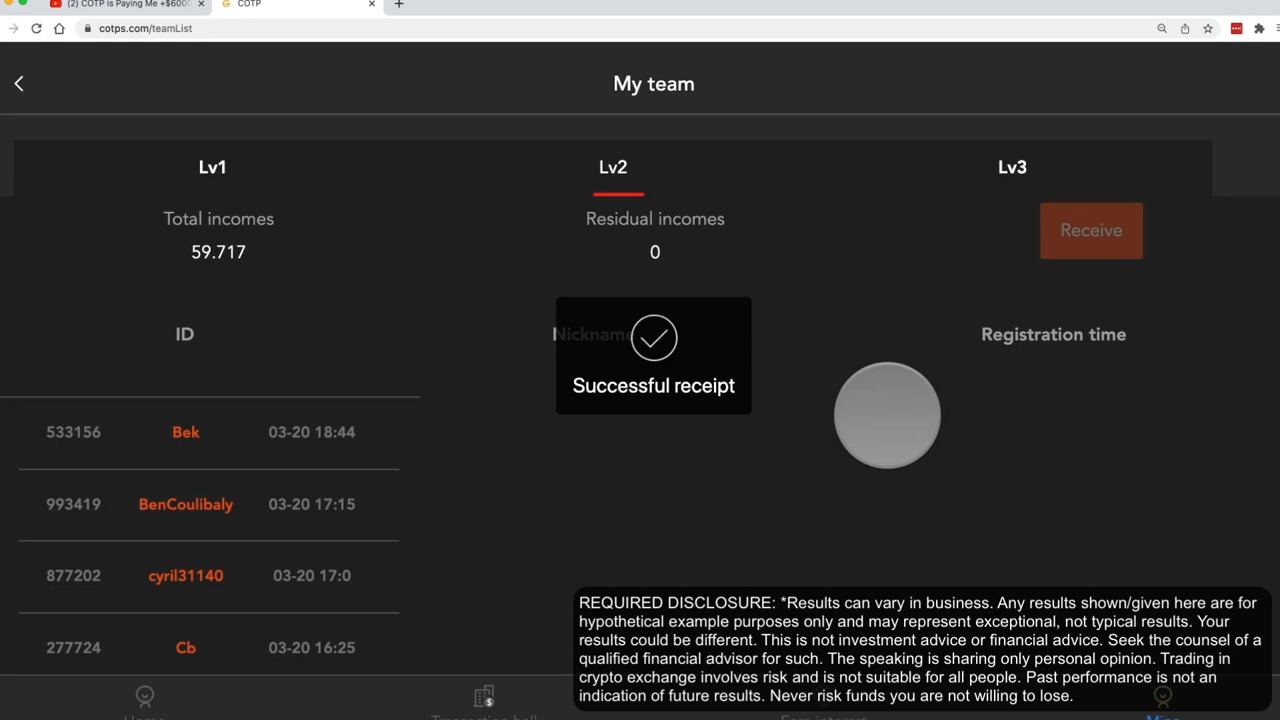 (2) COTP is Paying Me +$6000
COTP
cotps.com/teamList
My team
Lv1
Lv2
Lv3
Total incomes
Residual incomes
Receive
59.717
0
ID
Nickname
Registration time
Successful receipt
533156 Bek 03-20 18:44
993419 BenCoulibaly 03-20 17:15
877202 cyril31140 03-20 17:0
277724 Cb 03-20 16:25
REQUIRED DISCLOSURE: *Results can vary in business. Any results shown/given here are for
hypothetical example purposes only and may represent exceptional, not typical results. Your
results could be different. This is not investment advice or financial advice. Seek the counsel of a
qualified financial advisor for such. The speaking is sharing only personal opinion. Trading in
crypto exchange involves risk and is not suitable for all people. Past performance is not an
indication of future results. Never risk funds you are not willing to lose.